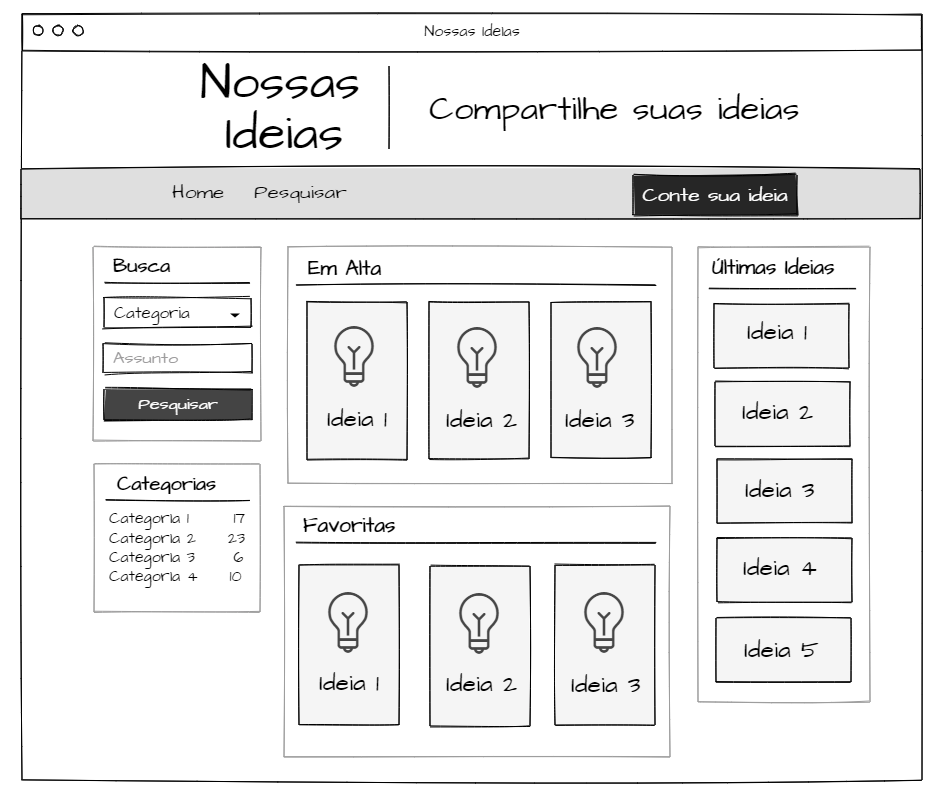 Nossas Ideias
Nossas
Ideias
Compartilhe suas ideias
Home
Pesquisar
Conte sua ideia
Busca
Categoria
Assunto
Pesquisar
Categorias
Categoria 1 17
Categoria 2 23
Categoria 3 6
Categoria 4 10
Em Alta
Ideia 1
Ideia 2
Ideia 3
Favoritas
Ideia 1
Ideia 2
Ideia 3
Últimas Ideias
Ideia 1
Ideia 2
Ideia 3
Ideia 4
Ideia 5